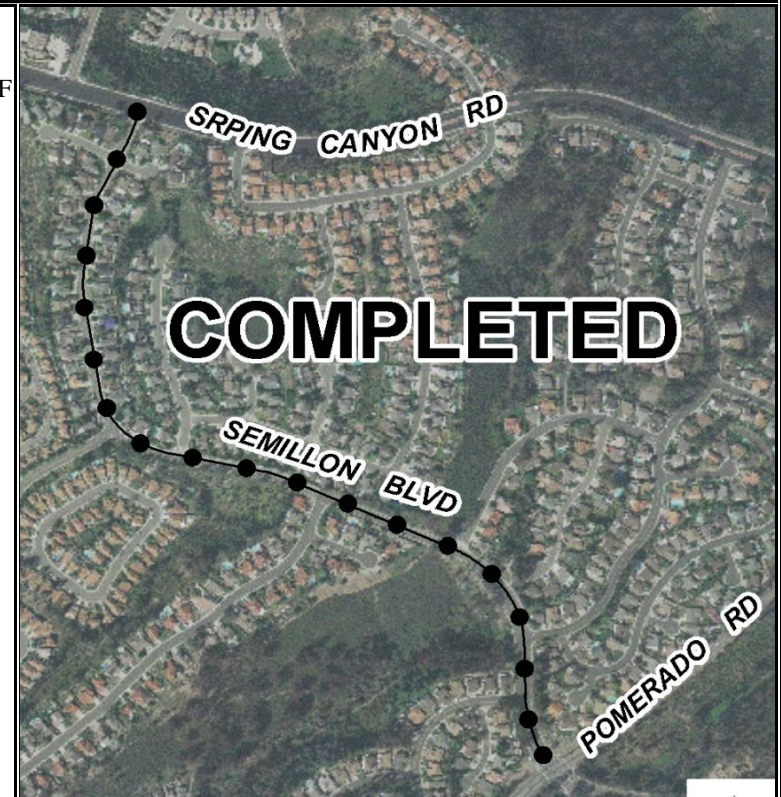 F
SRPING CANYON RD
COMPLETED
SEMILLON BLVD
POMERADO RD